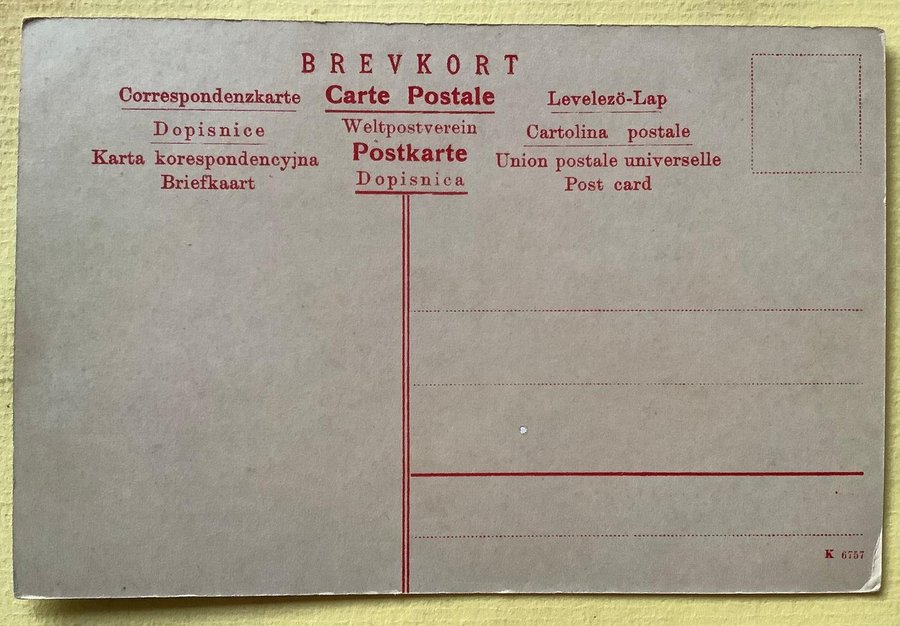 BREVKORT
Correspondenzkarte Carte Postale Levelező-Lap
Dopisnice Weltpostverein Cartolina postale
Karta korespondencyjna Postkarte Union postale universelle
Briefkaart Dopisnica Post card
K 6757